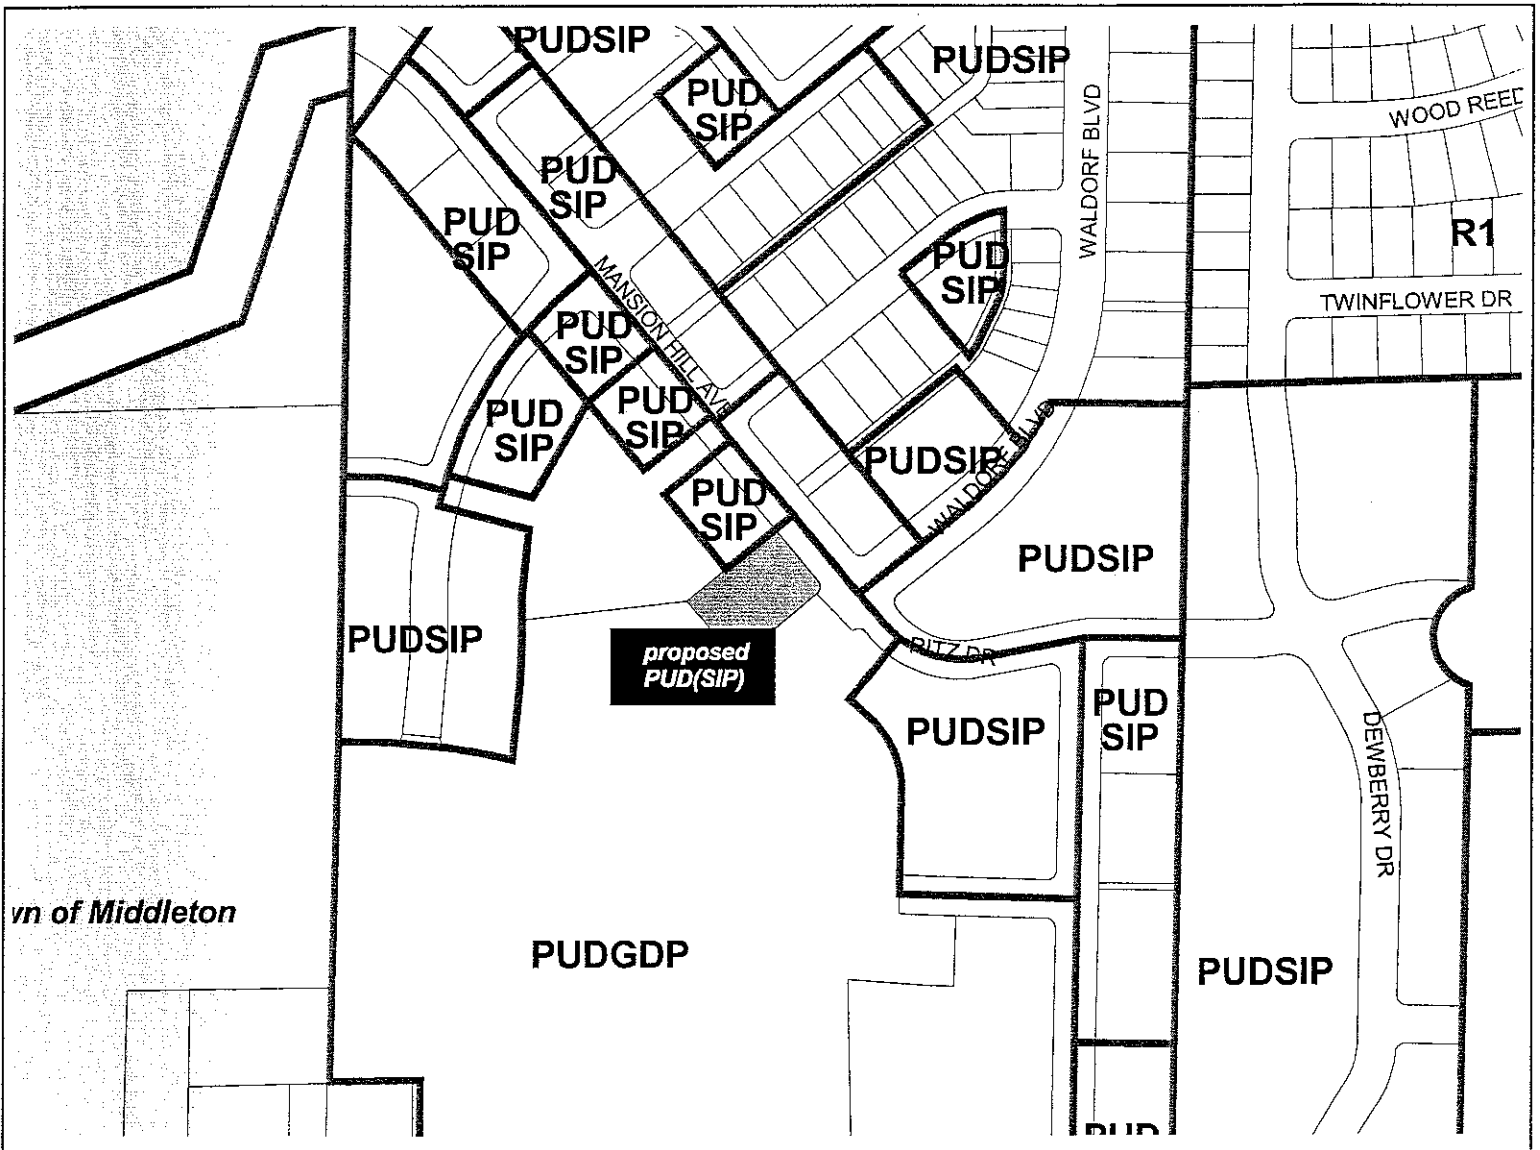 PUDSIP
PUDSIP
PUD
SIP
WALDORF BLVD
WOOD REED
PUD
SIP
PUD
SIP
R1
PUD
SIP
MANSION HILL AVE
TWINFLOWER DR
PUD
SIP
PUD
SIP
PUD
SIP
PUDSIP
WALDORF BLVD
PUD
SIP
PUDSIP
PUDSIP
proposed
PUD(SIP)
RITZ DR
PUD
SIP
PUDSIP
DEWBERRY DR
wn of Middleton
PUDGDP
PUDSIP
PUD